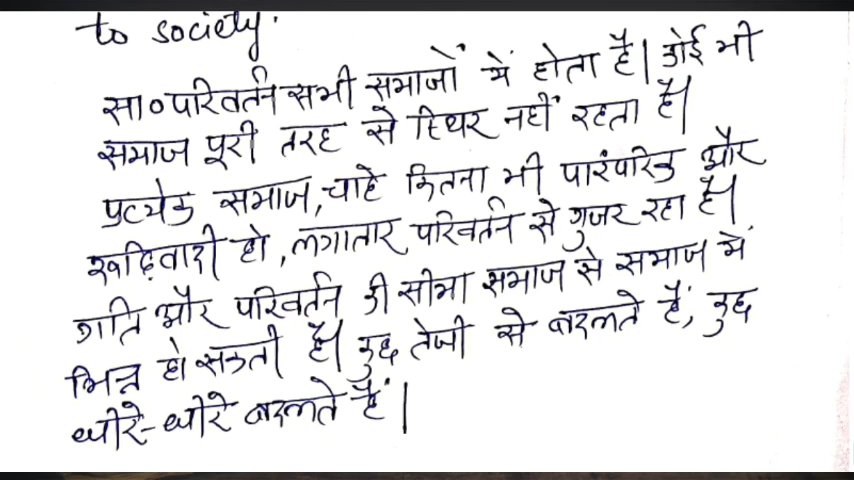 to society.
सा०परिवर्तन सभी समाजों में होता है। कोई भी
समाज पूरी तरह से स्थिर नहीं रहता है।
प्रत्येक समाज, चाहे कितना भी पारंपरिक और
रूढ़िवादी हो, लगातार परिवर्तन से गुजर रहा है।
गति और परिवर्तन की सीमा समाज से समाज में
भिन्न हो सकती है। कुछ तेजी से बदलते हैं, कुछ
धीरे-धीरे बदलते हैं।